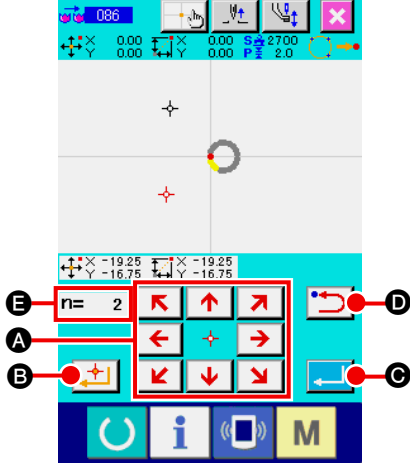 086
X 0.00 X 0.00 S 2700
Y 0.00 Y 0.00 P 2.0
X -19.25 X -19.25
Y -16.75 Y -16.75
E n= 2 D
A
B C
i M